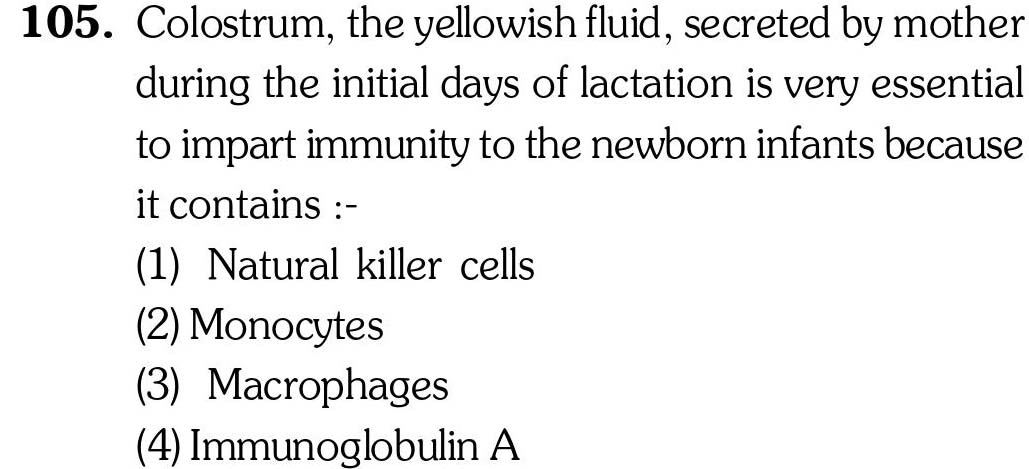 105. Colostrum, the yellowish fluid, secreted by mother
during the initial days of lactation is very essential
to impart immunity to the newborn infants because
it contains :-
(1) Natural killer cells
(2) Monocytes
(3) Macrophages
(4) Immunoglobulin A